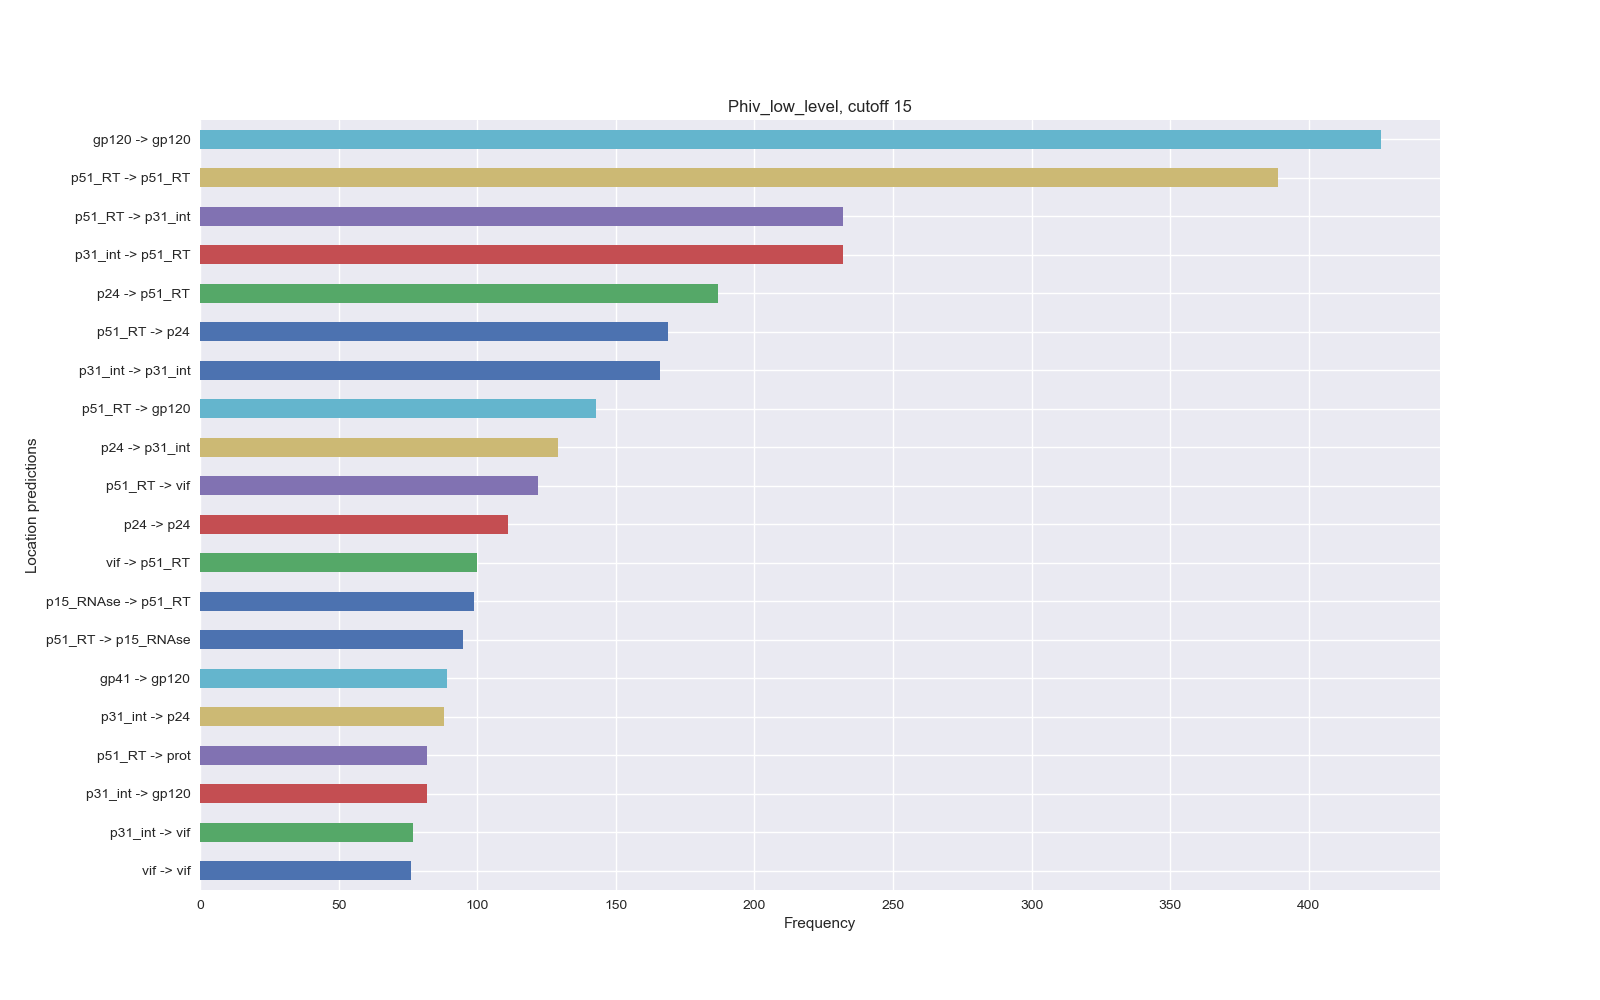 Phiv_low_level, cutoff 15
gp120 -> gp120
p51_RT -> p51_RT
p51_RT -> p31_int
p31_int -> p51_RT
p24 -> p51_RT
p51_RT -> p24
p31_int -> p31_int
p51_RT -> gp120
p24 -> p31_int
p51_RT -> vif
p24 -> p24
vif -> p51_RT
p15_RNAse -> p51_RT
p51_RT -> p15_RNAse
gp41 -> gp120
p31_int -> p24
p51_RT -> prot
p31_int -> gp120
p31_int -> vif
vif -> vif
Location predictions
0 50 100 150 200 250 300 350 400
Frequency